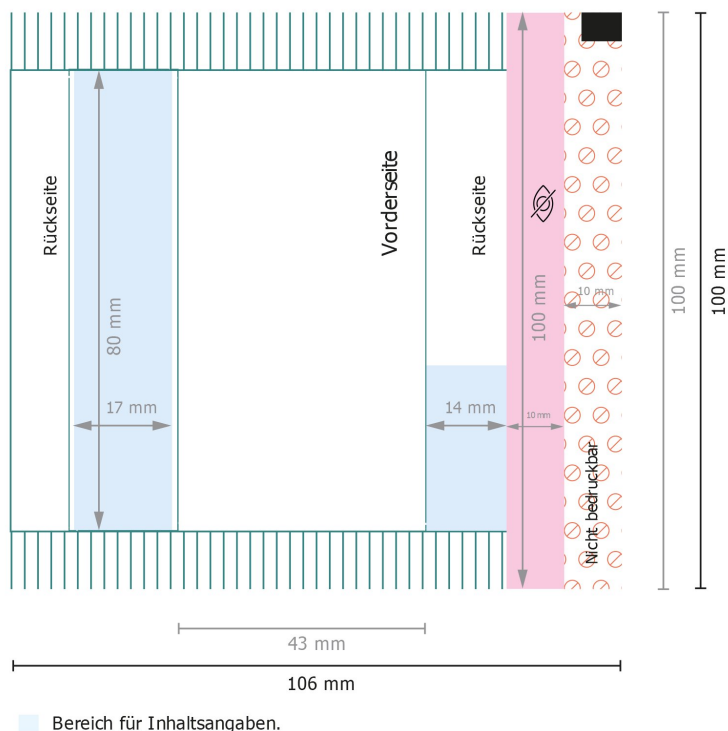 Rückseite
80 mm
17 mm
Vorderseite
Rückseite
14 mm
100 mm
10 mm
10 mm
Nicht bedruckbar
100 mm
100 mm
43 mm
106 mm
Bereich für Inhaltsangaben.